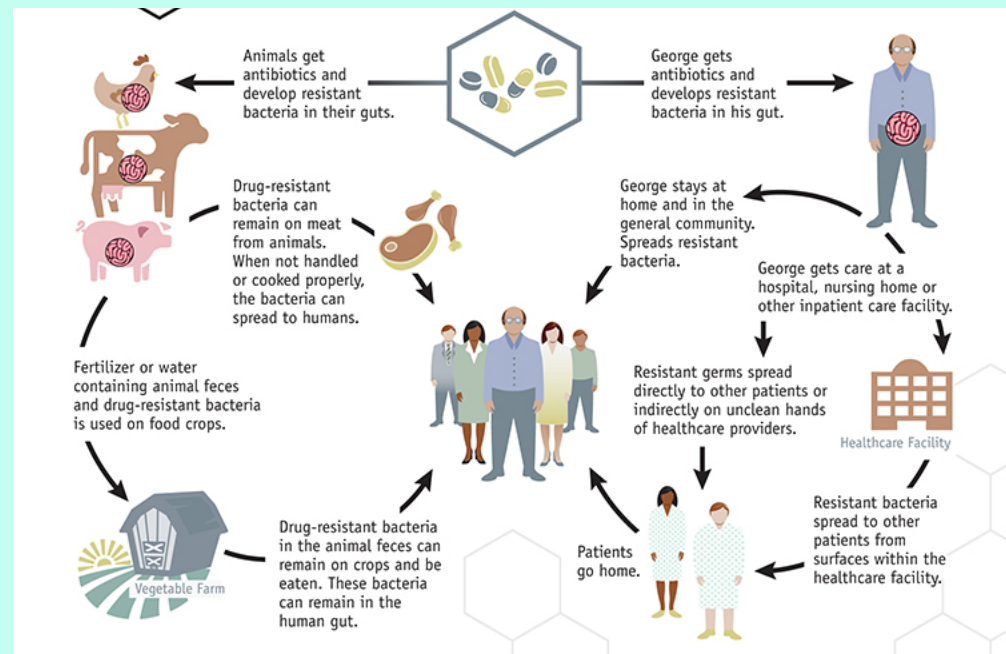 Animals get
antibiotics and
develop resistant
bacteria in their guts.
George gets
antibiotics and
develops resistant
bacteria in his gut.
Drug-resistant
bacteria can
remain on meat
from animals.
When not handled
or cooked properly,
the bacteria can
spread to humans.
George stays at
home and in the
general community.
Spreads resistant
bacteria.
George gets care at a
hospital, nursing home or
other inpatient care facility.
Fertilizer or water
containing animal feces
and drug-resistant bacteria
is used on food crops.
Resistant germs spread
directly to other patients or
indirectly on unclean hands
of healthcare providers.
Healthcare Facility
Vegetable Farm
Drug-resistant bacteria
in the animal feces can
remain on crops and be
eaten. These bacteria
can remain in the
human gut.
Patients
go home.
Resistant bacteria
spread to other
patients from
surfaces within the
healthcare facility.